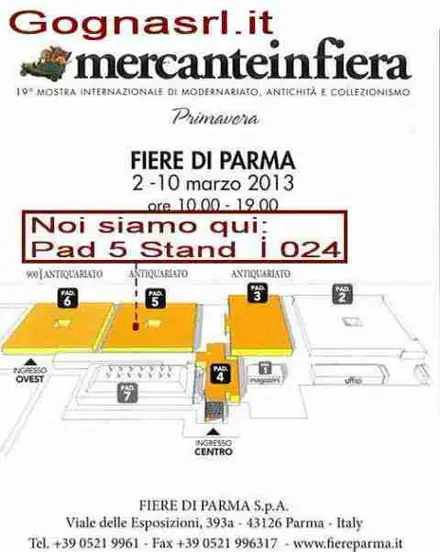 Gognasrl.it
mercanteinfiera
19ª MOSTRA INTERNAZIONALE DI MODERNARIATO, ANTICHITÀ E COLLEZIONISMO
Primavera
FIERE DI PARMA
2 -10 marzo 2013
ore 10.00 - 19.00
Noi siamo qui:
Pad 5 Stand İ 024
900 | ANTIQUARIATO ANTIQUARIATO ANTIQUARIATO
PAD. 6
PAD. 5
PAD. 3
PAD. 2
INGRESSO
OVEST
PAD. 7
PAD. 4
1
magazzini
uffici
INGRESSO
CENTRO
FIERE DI PARMA S.p.A.
Viale delle Esposizioni, 393a - 43126 Parma - Italy
Tel. +39 0521 9961 - Fax +39 0521 996317 - www.fiereparma.it